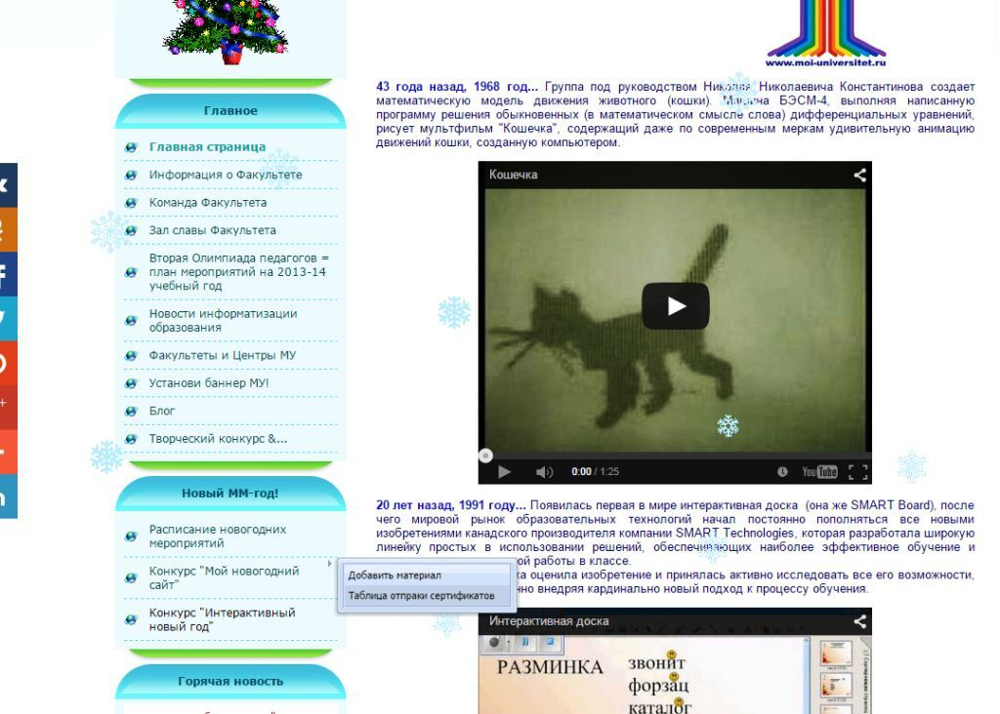 www.moi-universitet.ru
Главное
Главная страница
Информация о Факультете
Команда Факультета
Зал славы Факультета
Вторая Олимпиада педагогов =
план мероприятий на 2013-14
учебный год
Новости информатизации
образования
Факультеты и Центры МУ
Установи баннер МУ!
Блог
Творческий конкурс &...
Новый ММ-год!
Расписание новогодних
мероприятий
Конкурс "Мой новогодний
сайт"
Конкурс "Интерактивный
новый год"
Горячая новость
Добавить материал
Таблица отпраки сертификатов
43 года назад, 1968 год... Группа под руководством Николая Николаевича Константинова создает
математическую модель движения животного (кошки). Машина БЭСМ-4, выполняя написанную
программу решения обыкновенных (в математическом смысле слова) дифференциальных уравнений,
рисует мультфильм "Кошечка", содержащий даже по современным меркам удивительную анимацию
движений кошки, созданную компьютером.
Кошечка
0:00 / 1:25
YouTube
20 лет назад, 1991 году... Появилась первая в мире интерактивная доска (она же SMART Board), после
чего мировой рынок образовательных технологий начал постоянно пополняться все новыми
изобретениями канадского производителя компании SMART Technologies, которая разработала широкую
линейку простых в использовании решений, обеспечивающих наиболее эффективное обучение и
ой работы в классе.
ка оценила изобретение и принялась активно исследовать все его возможности,
нно внедряя кардинально новый подход к процессу обучения.
Интерактивная доска
РАЗМИНКА
звонит
форзац
каталог